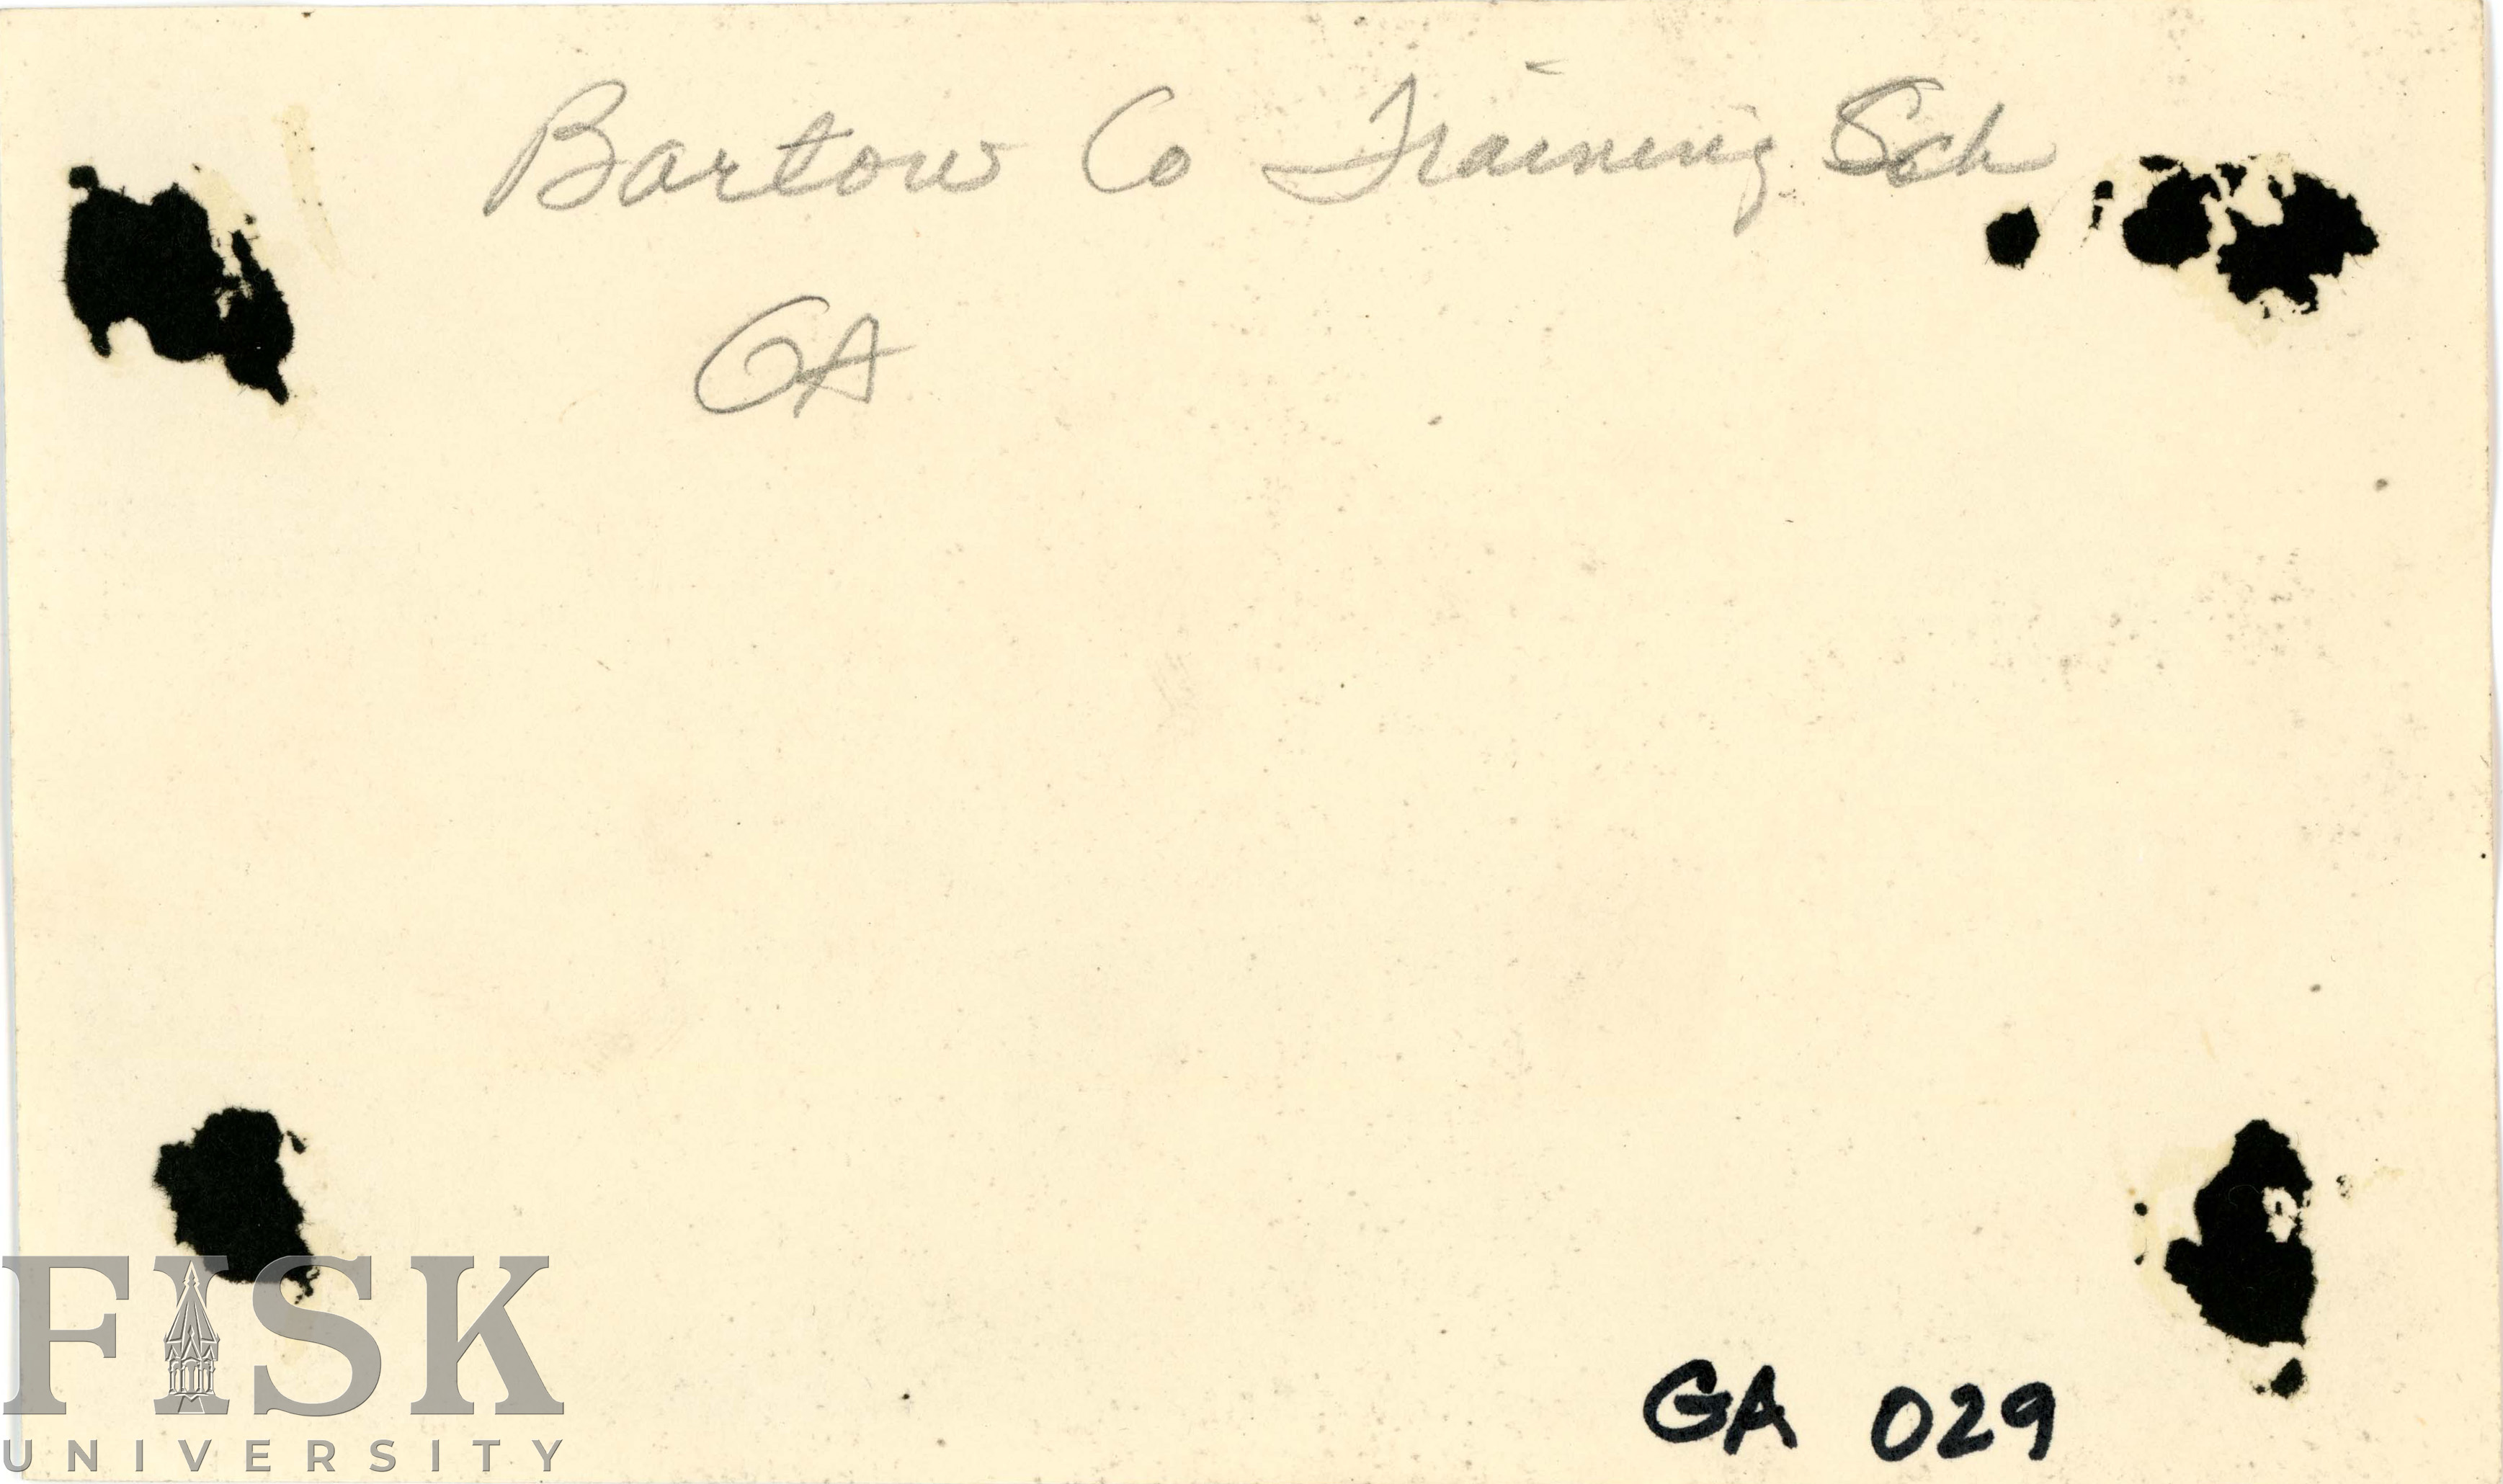 Bartow Co Training Sch
GA
GA 029
FISK
UNIVERSITY